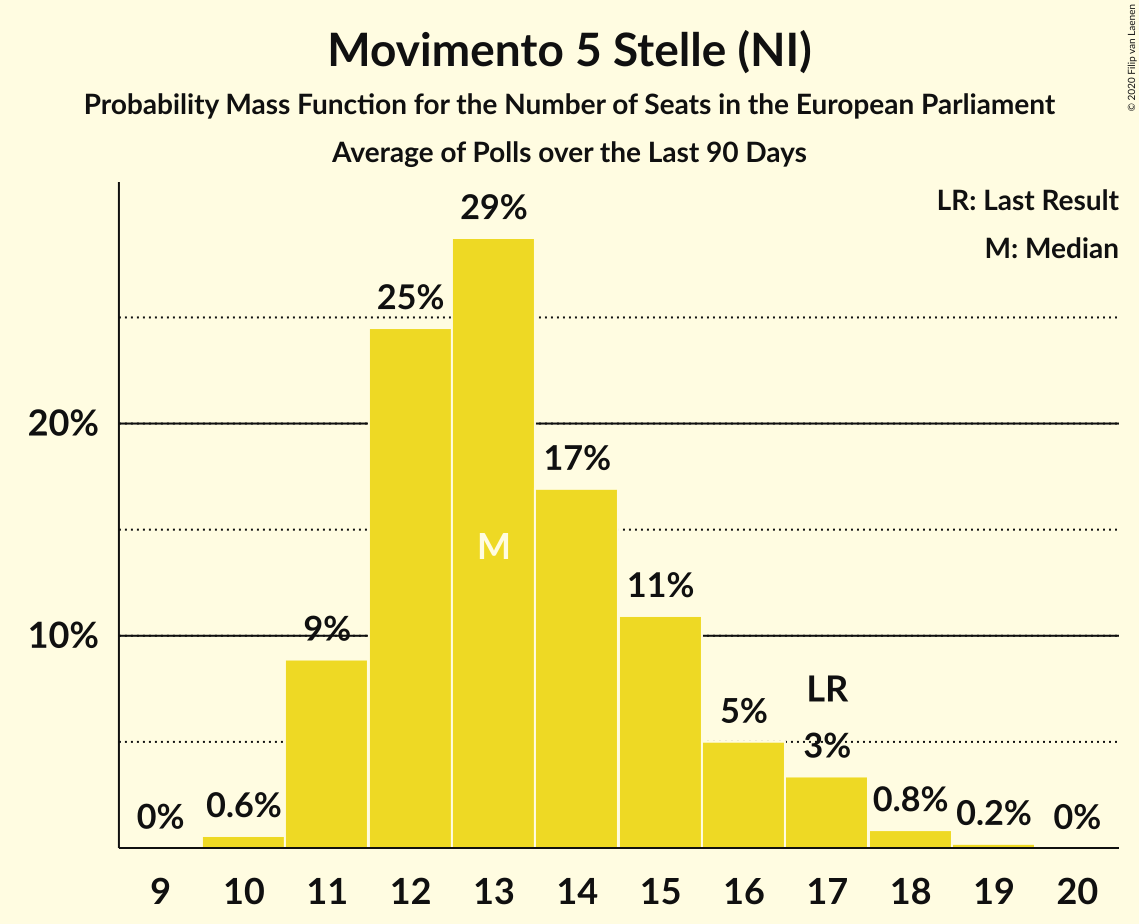 Movimento 5 Stelle (NI)
Probability Mass Function for the Number of Seats in the European Parliament
Average of Polls over the Last 90 Days
© 2020 Filip van Laenen
LR: Last Result
M: Median
20%
10%
0%
0.6%
9%
25%
29%
M
17%
11%
5%
LR
3%
0.8%
0.2%
0%
9 10 11 12 13 14 15 16 17 18 19 20